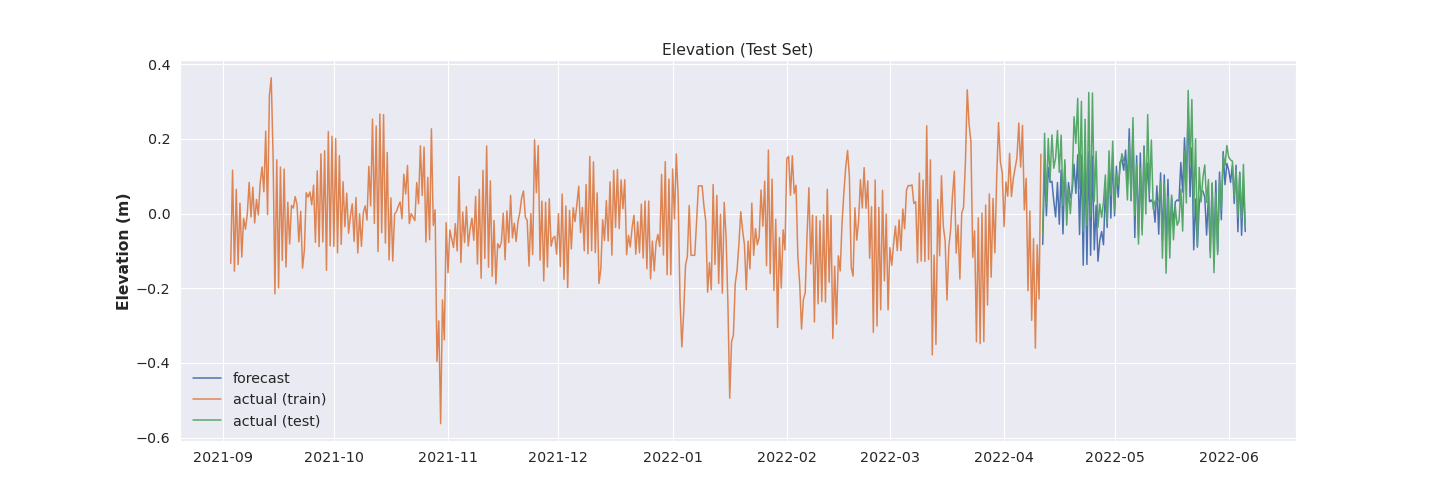 Elevation (Test Set)
Elevation (m)
0.4
0.2
0.0
−0.2
−0.4
−0.6
forecast
actual (train)
actual (test)
2021-09 2021-10 2021-11 2021-12 2022-01 2022-02 2022-03 2022-04 2022-05 2022-06